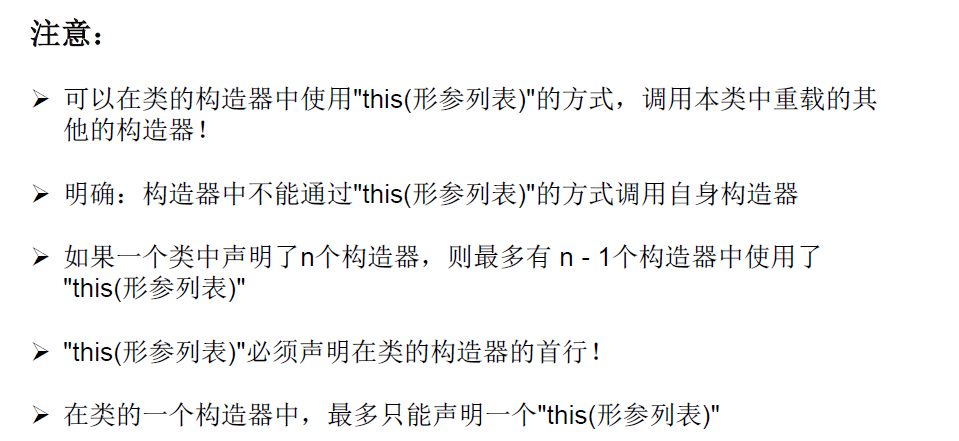 注意：
➢ 可以在类的构造器中使用"this(形参列表)"的方式，调用本类中重载的其
他的构造器！
➢ 明确：构造器中不能通过"this(形参列表)"的方式调用自身构造器
➢ 如果一个类中声明了n个构造器，则最多有 n - 1个构造器中使用了
"this(形参列表)"
➢ "this(形参列表)"必须声明在类的构造器的首行！
➢ 在类的一个构造器中，最多只能声明一个"this(形参列表)"